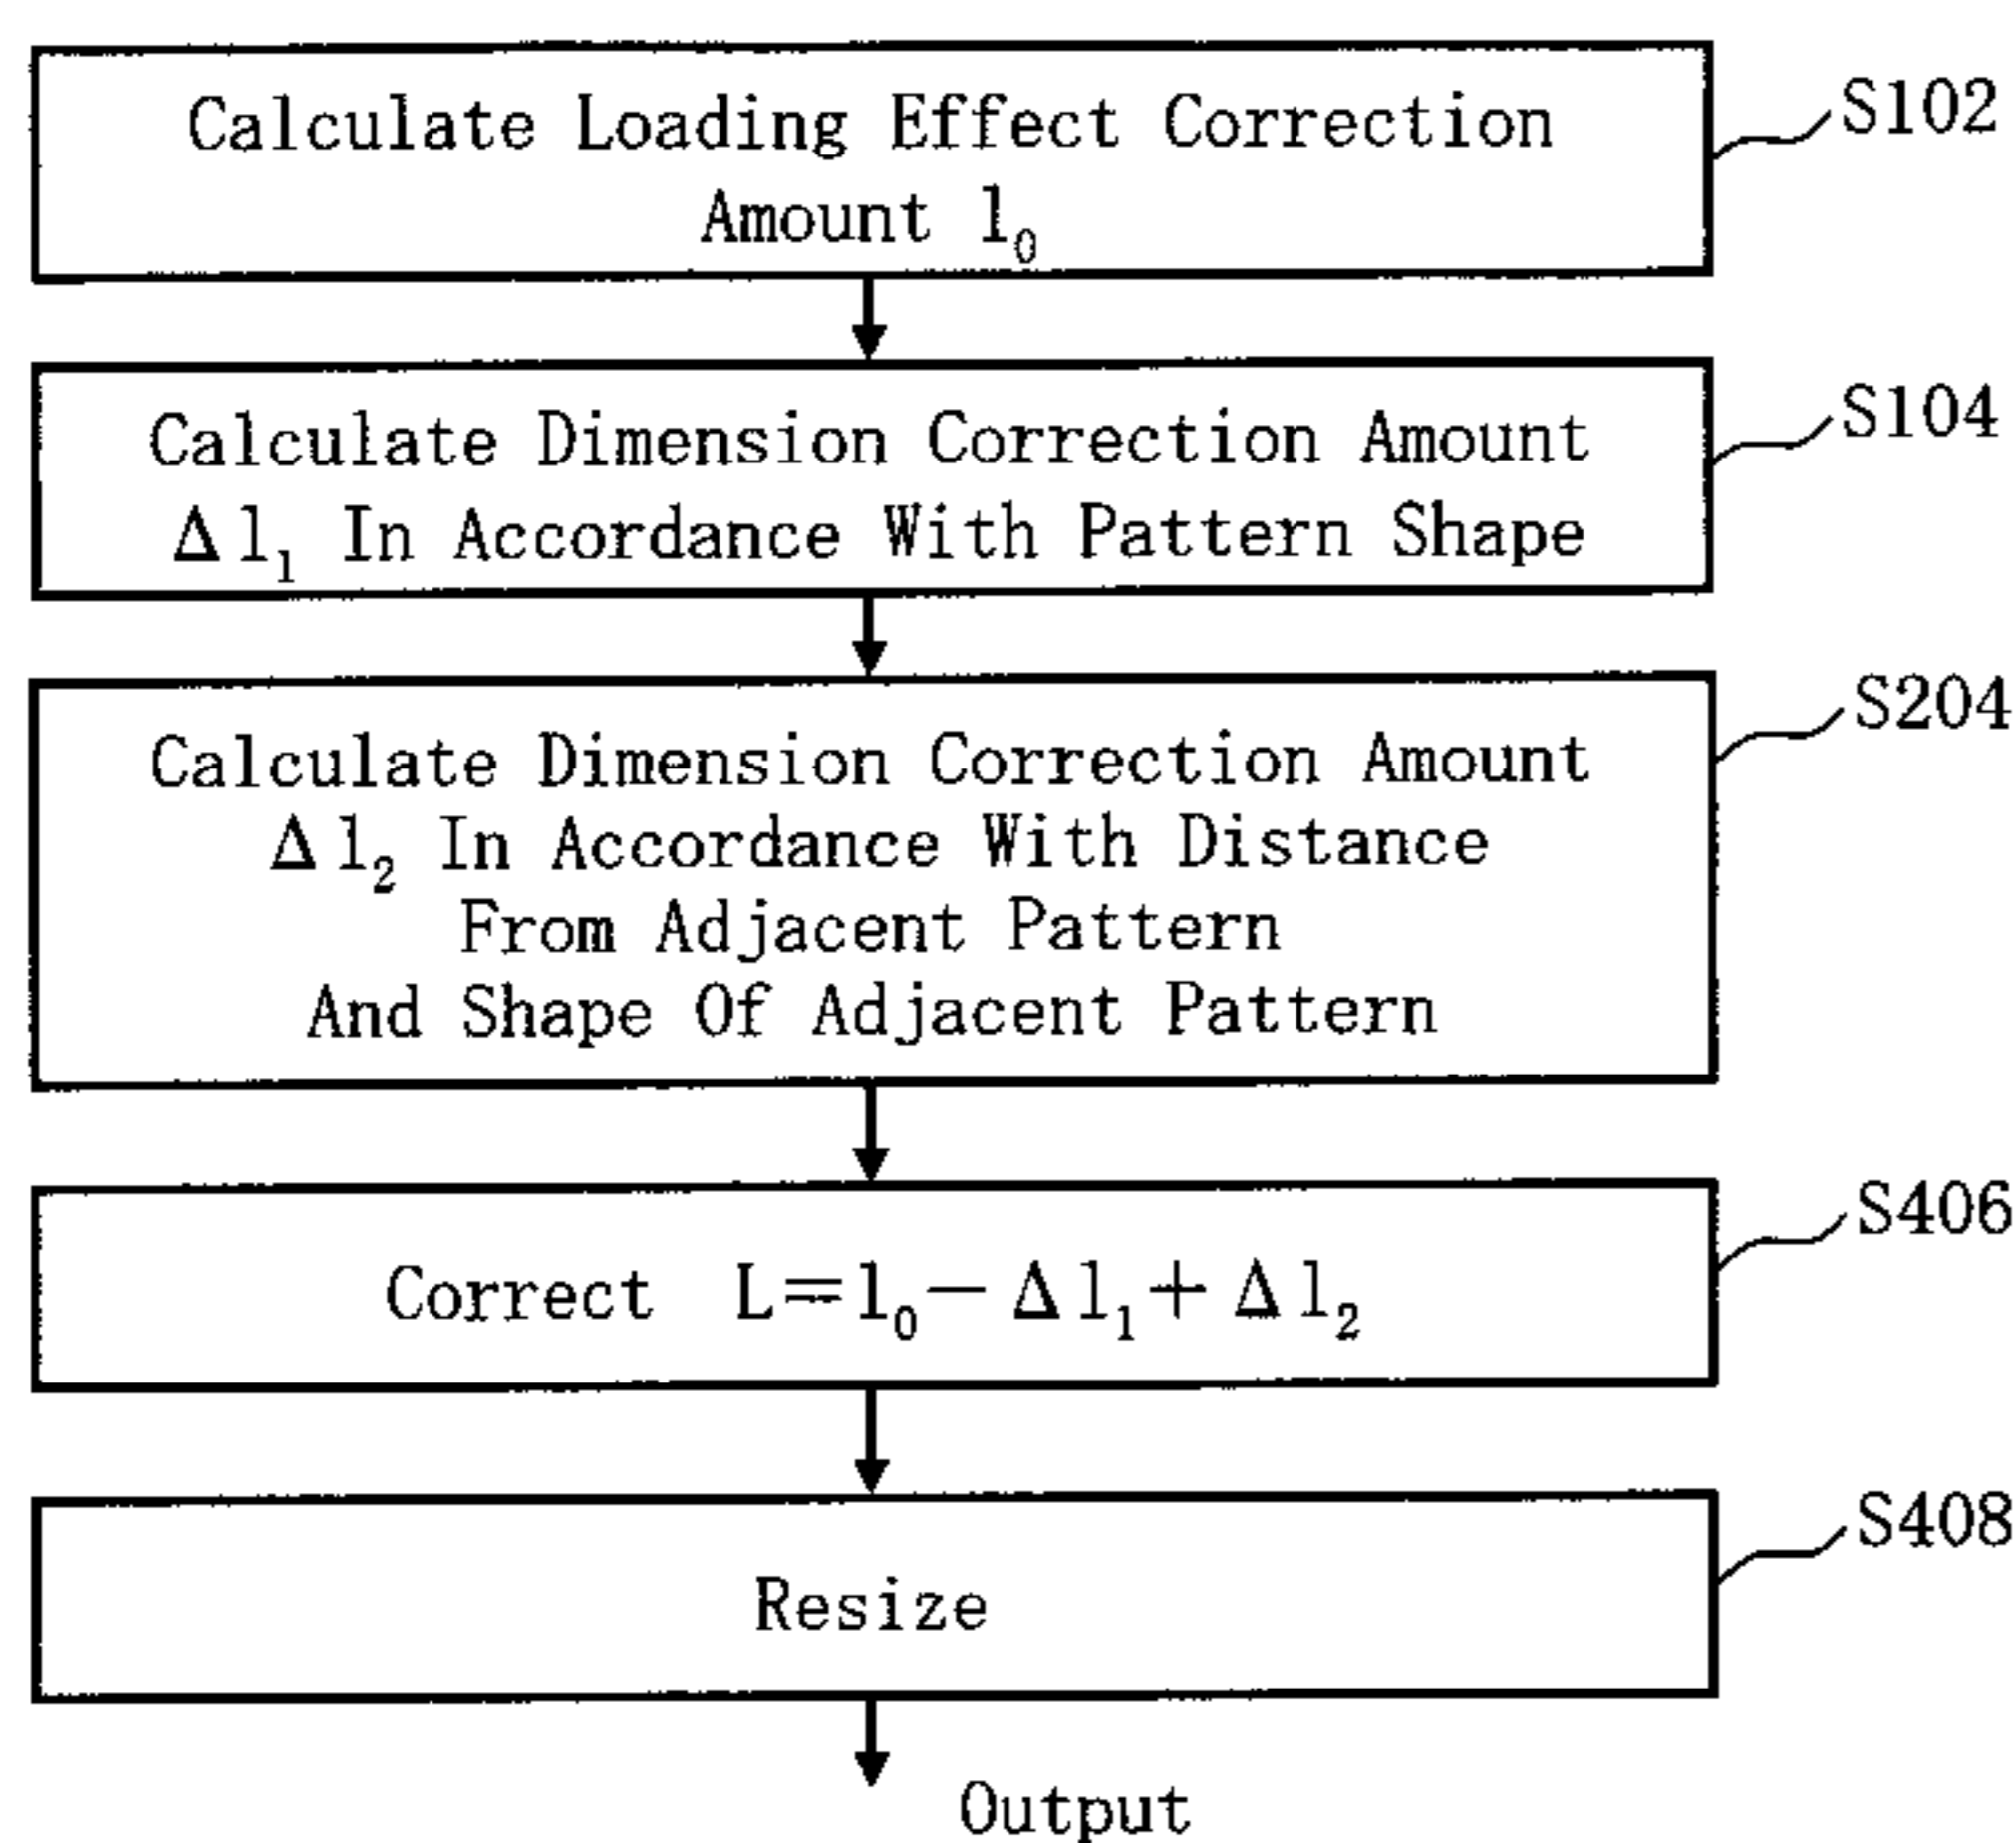 Calculate Loading Effect Correction
Amount l₀
S102
Calculate Dimension Correction Amount
Δl₁ In Accordance With Pattern Shape
S104
Calculate Dimension Correction Amount
Δl₂ In Accordance With Distance
From Adjacent Pattern
And Shape Of Adjacent Pattern
S204
Correct L=l₀−Δl₁+Δl₂
S406
Resize
S408
Output